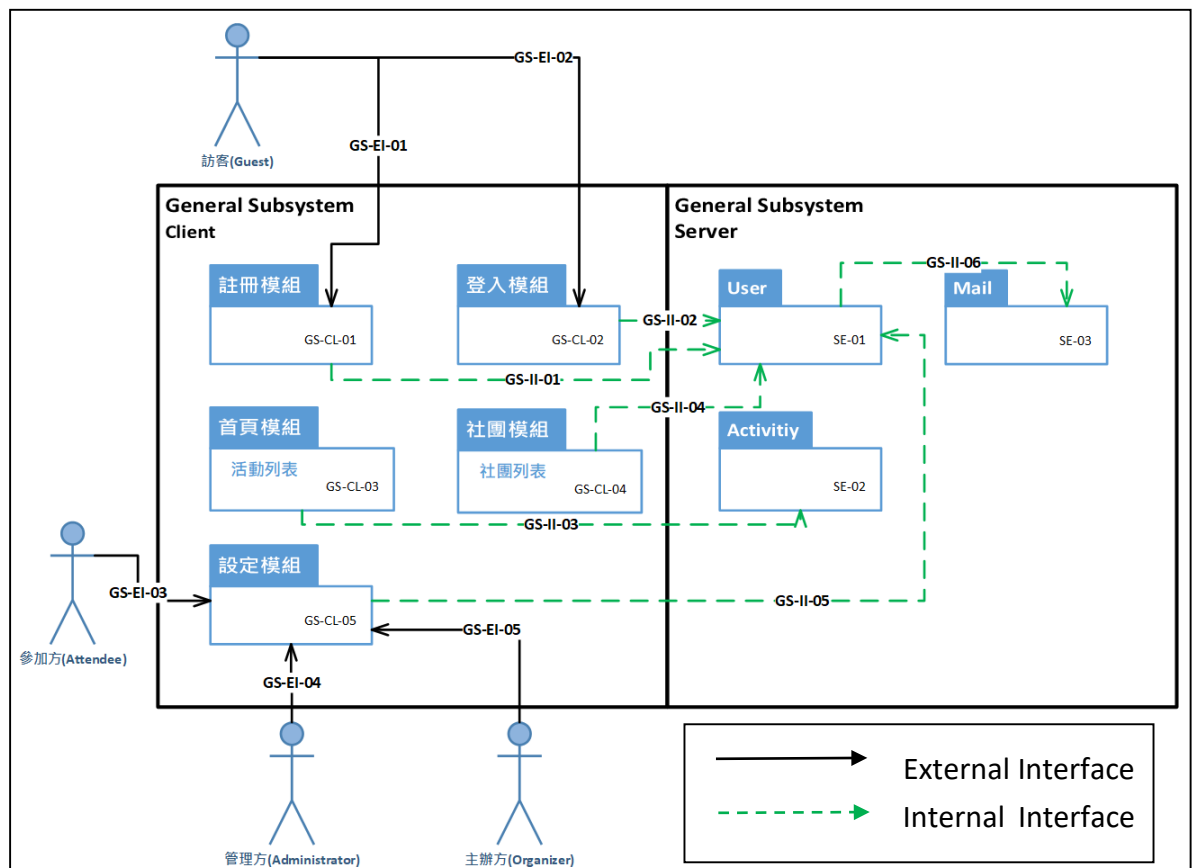 GS-EI-02
GS-EI-01
訪客(Guest)
General Subsystem
Client
General Subsystem
Server
註冊模組
GS-CL-01
登入模組
GS-CL-02
User
SE-01
Mail
SE-03
GS-II-06
GS-II-02
GS-II-01
GS-II-04
首頁模組
活動列表
GS-CL-03
社團模組
社團列表
GS-CL-04
Activitiy
SE-02
GS-II-03
設定模組
GS-CL-05
GS-EI-03
GS-II-05
GS-EI-05
參加方(Attendee)
GS-EI-04
管理方(Administrator)
主辦方(Organizer)
External Interface
Internal Interface